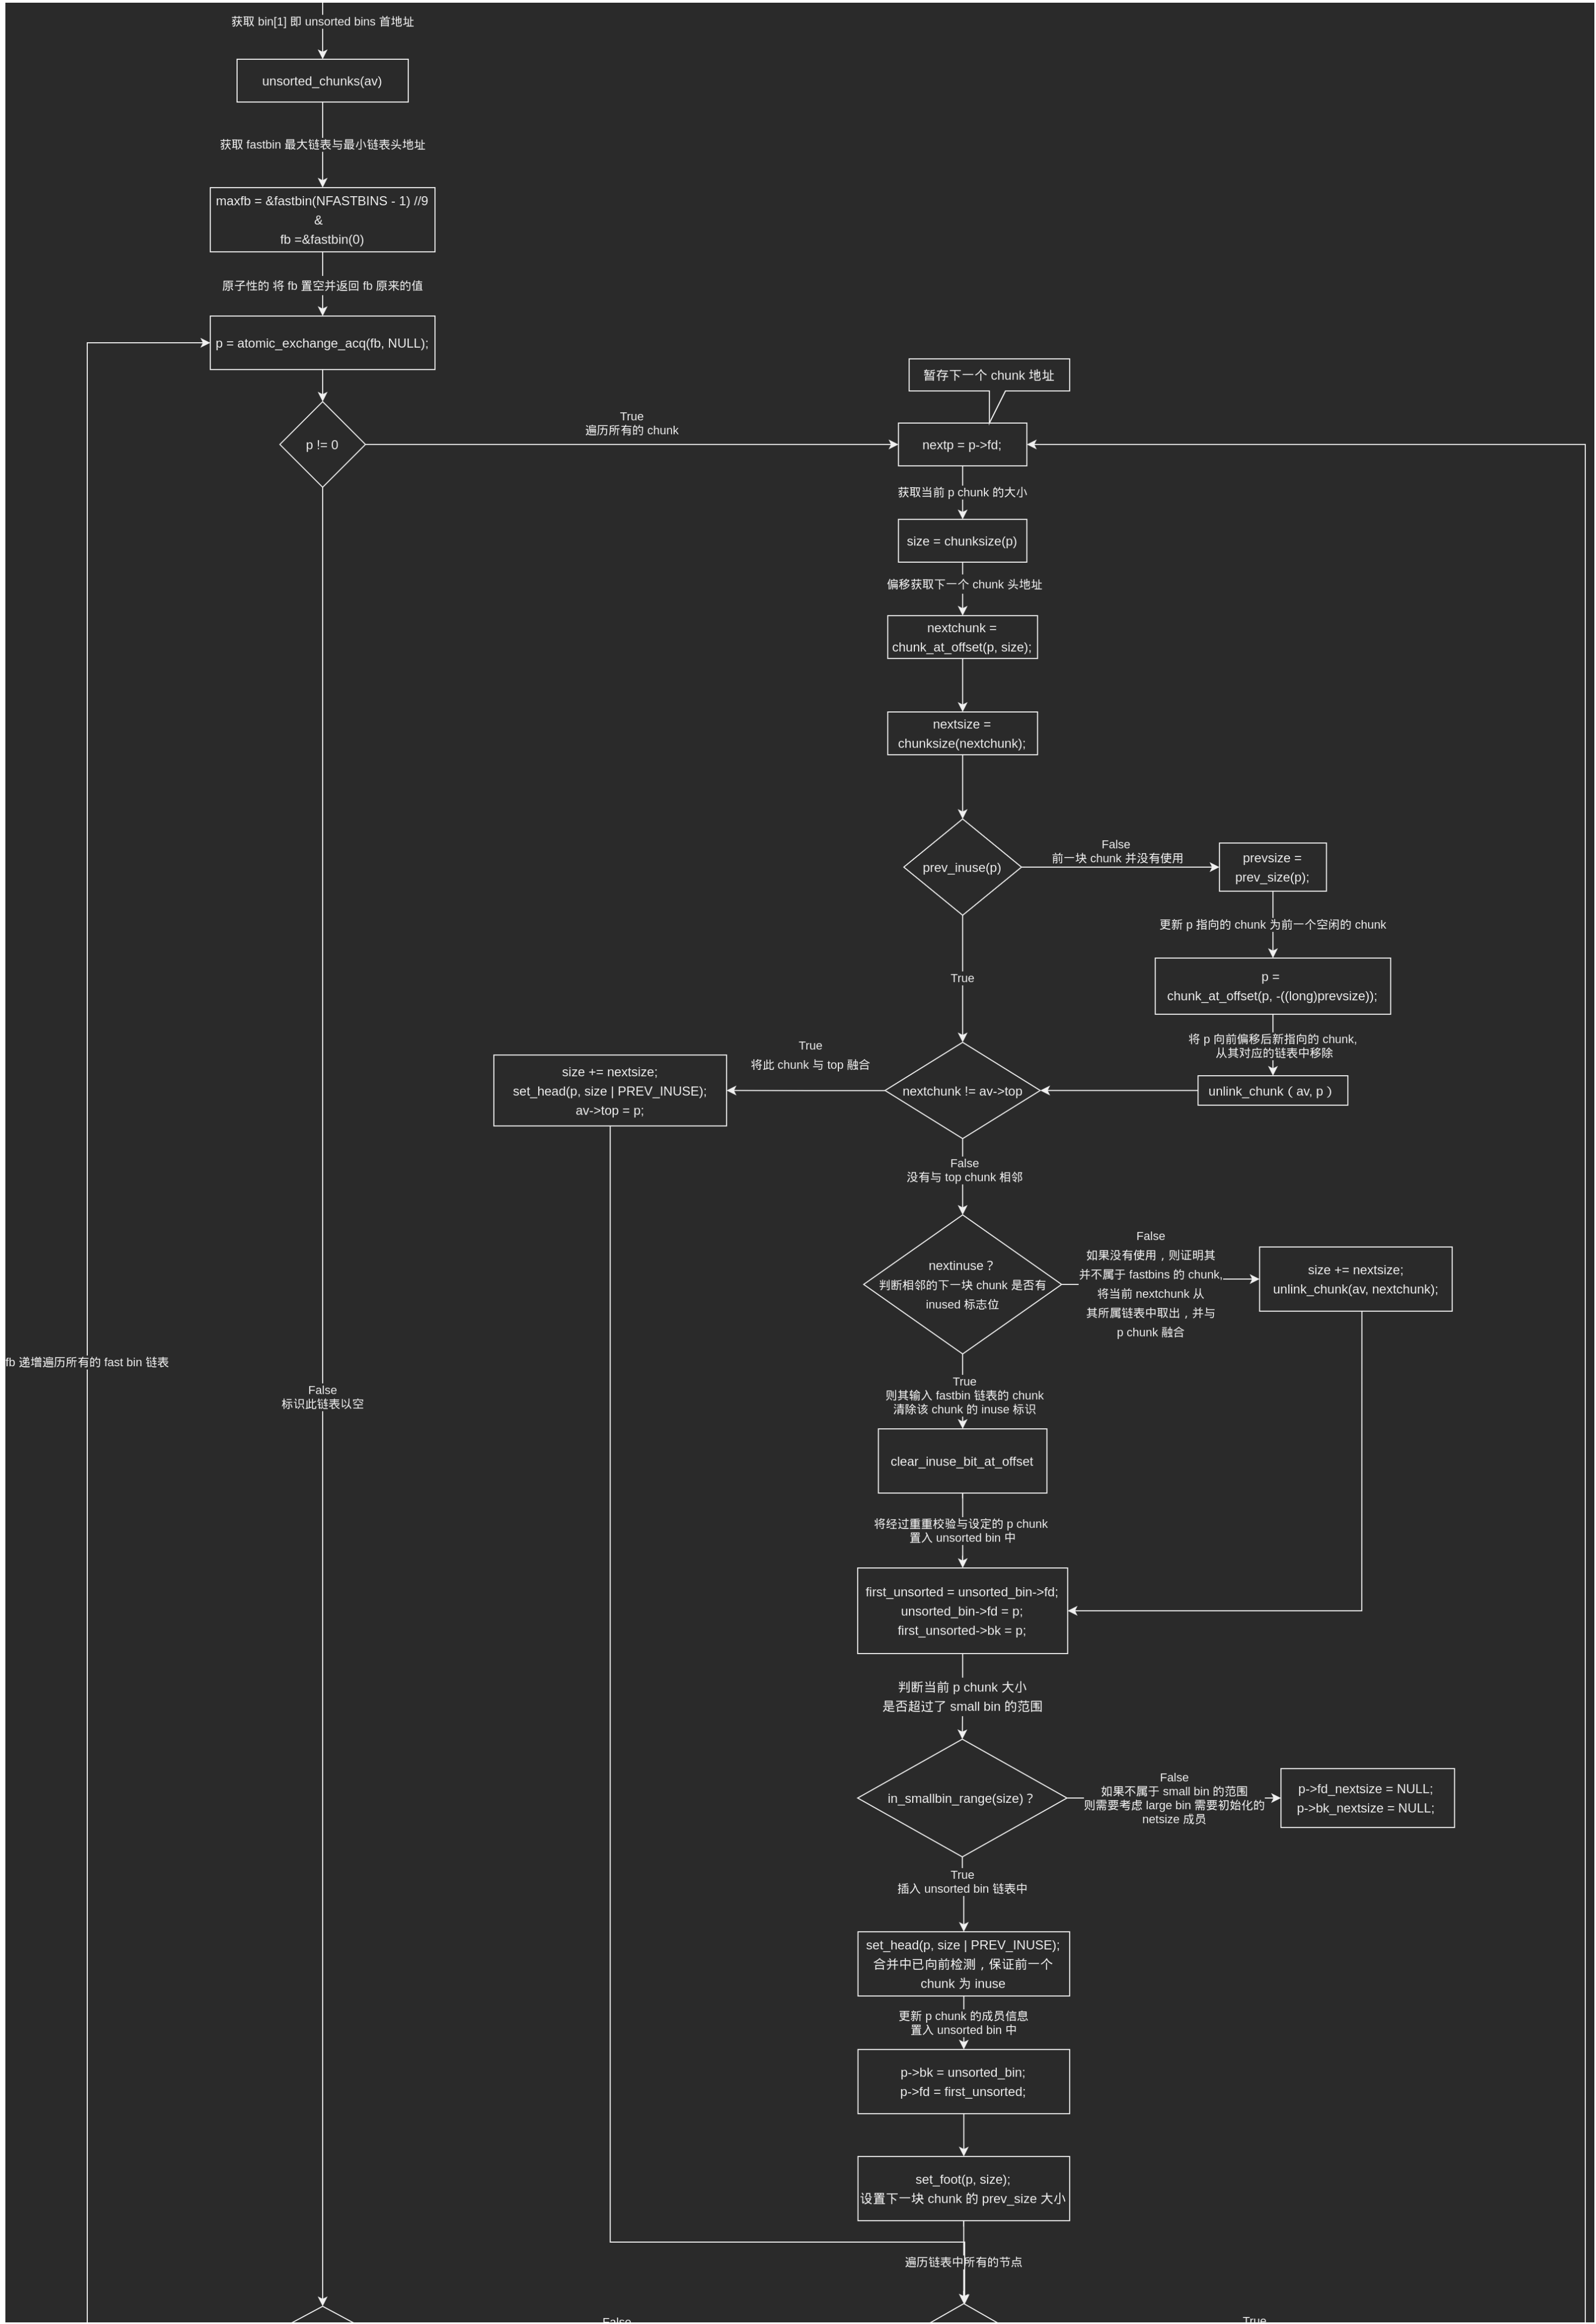 获取 bin[1] 即 unsorted bins 首地址
unsorted_chunks(av)
获取 fastbin 最大链表与最小链表头地址
maxfb = &fastbin(NFASTBINS - 1) //9
&
fb =&fastbin(0)
原子性的 将 fb 置空并返回 fb 原来的值
p = atomic_exchange_acq(fb, NULL);
p != 0
True
遍历所有的 chunk
暂存下一个 chunk 地址
nextp = p->fd;
获取当前 p chunk 的大小
size = chunksize(p)
偏移获取下一个 chunk 头地址
nextchunk =
chunk_at_offset(p, size);
nextsize =
chunksize(nextchunk);
prev_inuse(p)
False
前一块 chunk 并没有使用
prevsize =
prev_size(p);
更新 p 指向的 chunk 为前一个空闲的 chunk
p =
chunk_at_offset(p, -((long)prevsize));
将 p 向前偏移后新指向的 chunk,
从其对应的链表中移除
unlink_chunk（av, p）
True
nextchunk != av->top
True
将此 chunk 与 top 融合
size += nextsize;
set_head(p, size | PREV_INUSE);
av->top = p;
False
没有与 top chunk 相邻
nextinuse？
判断相邻的下一块 chunk 是否有
inused 标志位
False
如果没有使用，则证明其
并不属于 fastbins 的 chunk,
将当前 nextchunk 从
其所属链表中取出，并与
p chunk 融合
size += nextsize;
unlink_chunk(av, nextchunk);
fb 递增遍历所有的 fast bin 链表
False
标识此链表以空
True
则其输入 fastbin 链表的 chunk
清除该 chunk 的 inuse 标识
clear_inuse_bit_at_offset
将经过重重校验与设定的 p chunk
置入 unsorted bin 中
first_unsorted = unsorted_bin->fd;
unsorted_bin->fd = p;
first_unsorted->bk = p;
判断当前 p chunk 大小
是否超过了 small bin 的范围
in_smallbin_range(size)？
False
如果不属于 small bin 的范围
则需要考虑 large bin 需要初始化的
netsize 成员
p->fd_nextsize = NULL;
p->bk_nextsize = NULL;
True
插入 unsorted bin 链表中
set_head(p, size | PREV_INUSE);
合并中已向前检测，保证前一个
chunk 为 inuse
更新 p chunk 的成员信息
置入 unsorted bin 中
p->bk = unsorted_bin;
p->fd = first_unsorted;
set_foot(p, size);
设置下一块 chunk 的 prev_size 大小
遍历链表中所有的节点
False
True